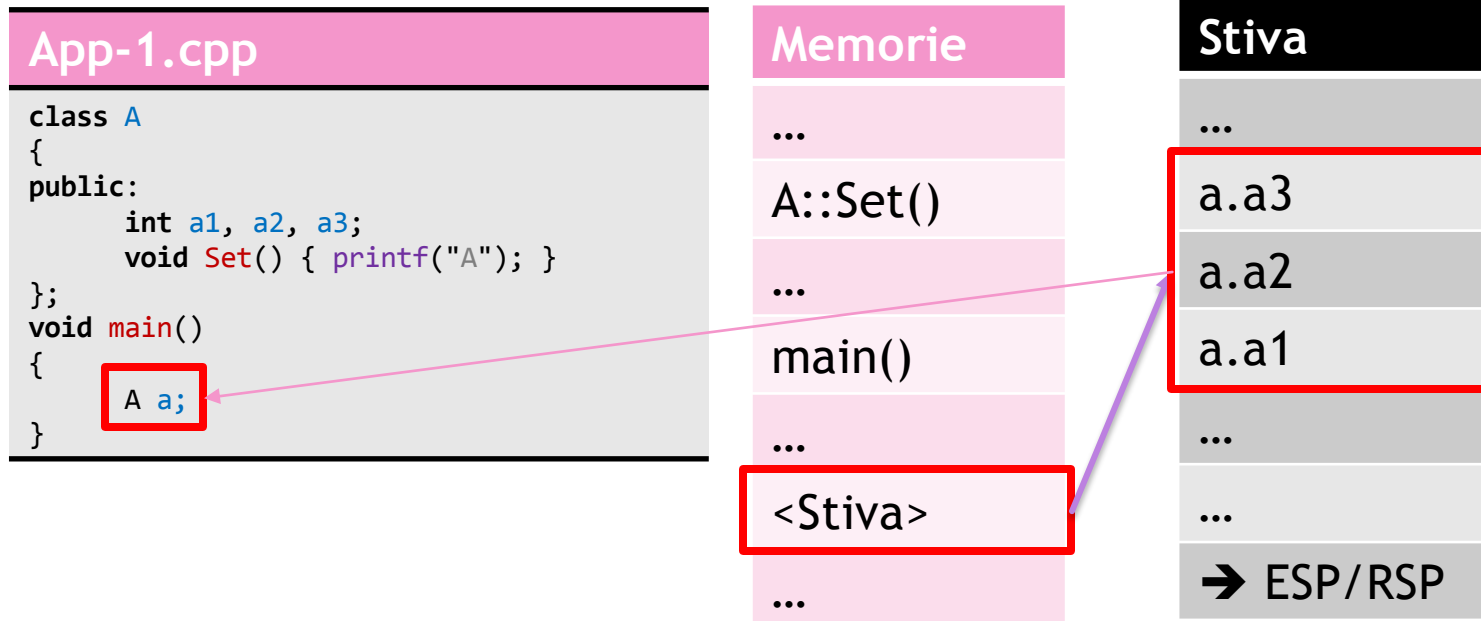 App-1.cpp
class A
{
public:
int a1, a2, a3;
void Set() { printf("A"); }
};
void main()
{
A a;
}
Memorie
...
A::Set()
...
main()
...
<Stiva>
...
Stiva
...
a.a3
a.a2
a.a1
...
...
➔ ESP/RSP